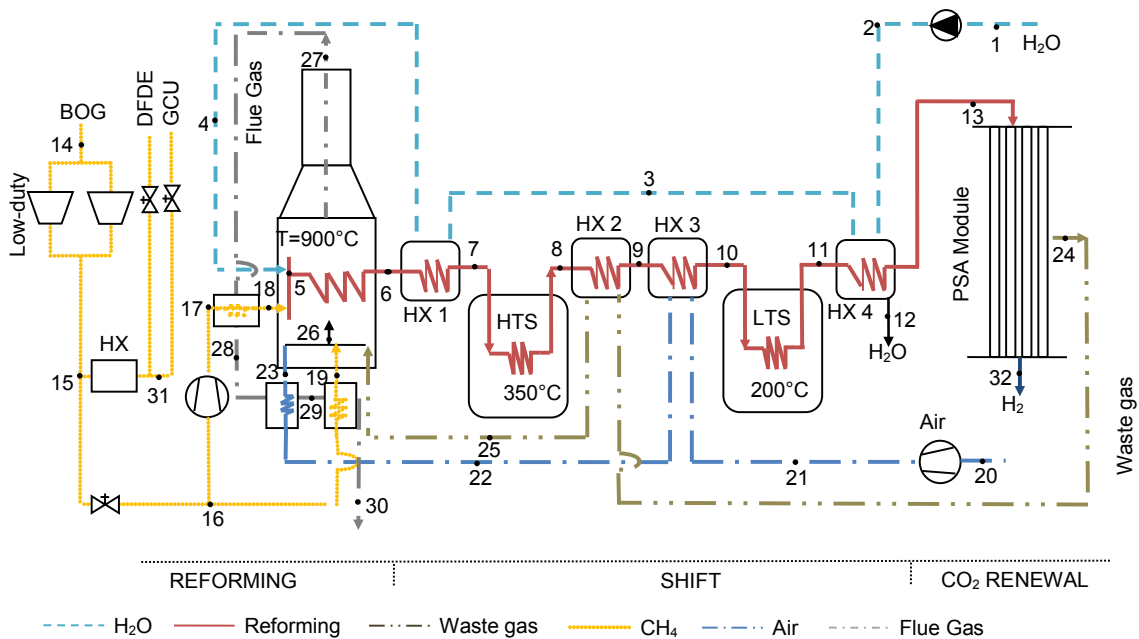 2
1
H₂O
27
DFDE
GCU
BOG
Flue Gas
4
14
13
Low-duty
3
PSA Module
T=900°C
HX 2
HX 3
7
8
9
10
11
24
5
6
18
17
HX 1
HX 4
26
HTS
LTS
12
H₂O
28
HX
23
19
350°C
200°C
15
31
29
32
H₂
Waste gas
25
Air
22
21
20
16
30
REFORMING
SHIFT
CO₂ RENEWAL
H₂O
Reforming
Waste gas
CH₄
Air
Flue Gas